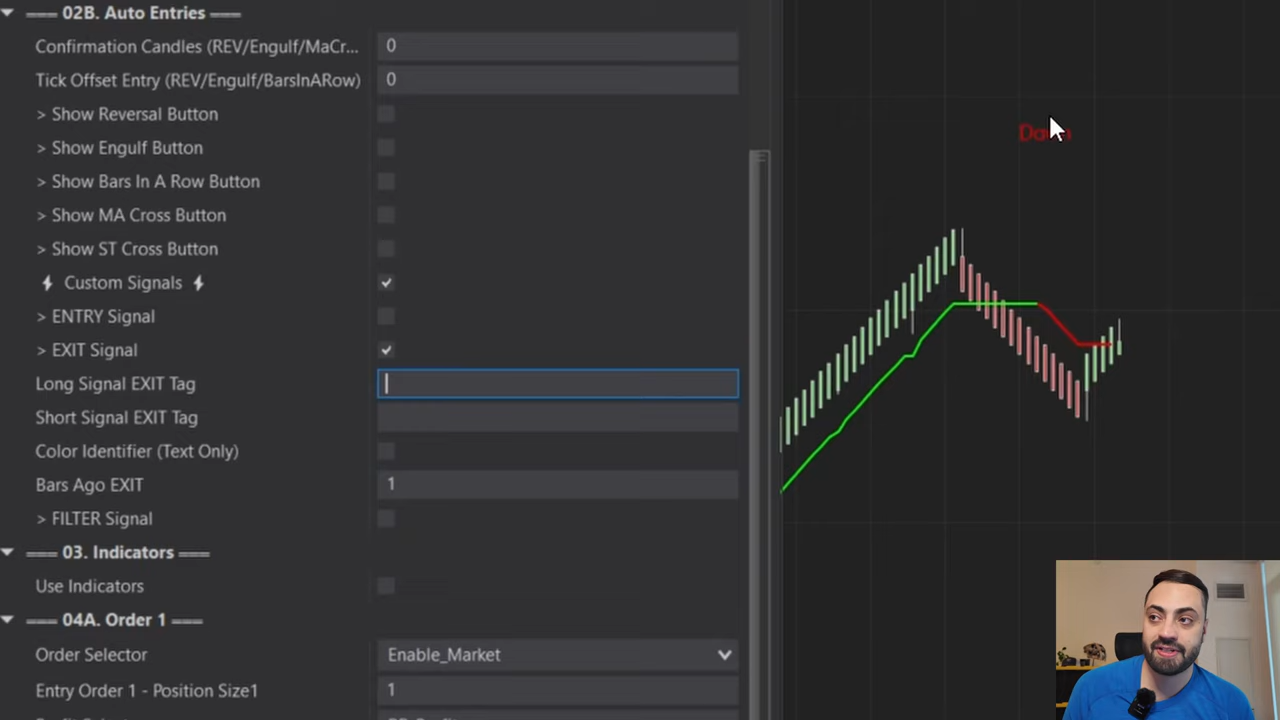 === 02B. Auto Entries ===
Confirmation Candles (REV/Engulf/MaCr... 0
Tick Offset Entry (REV/Engulf/BarsInARow) 0
> Show Reversal Button
> Show Engulf Button
> Show Bars In A Row Button
> Show MA Cross Button
> Show ST Cross Button
Custom Signals
> ENTRY Signal
> EXIT Signal
Long Signal EXIT Tag
Short Signal EXIT Tag
Color Identifier (Text Only)
Bars Ago EXIT 1
> FILTER Signal
=== 03. Indicators ===
Use Indicators
=== 04A. Order 1 ===
Order Selector Enable_Market
Entry Order 1 - Position Size1 1